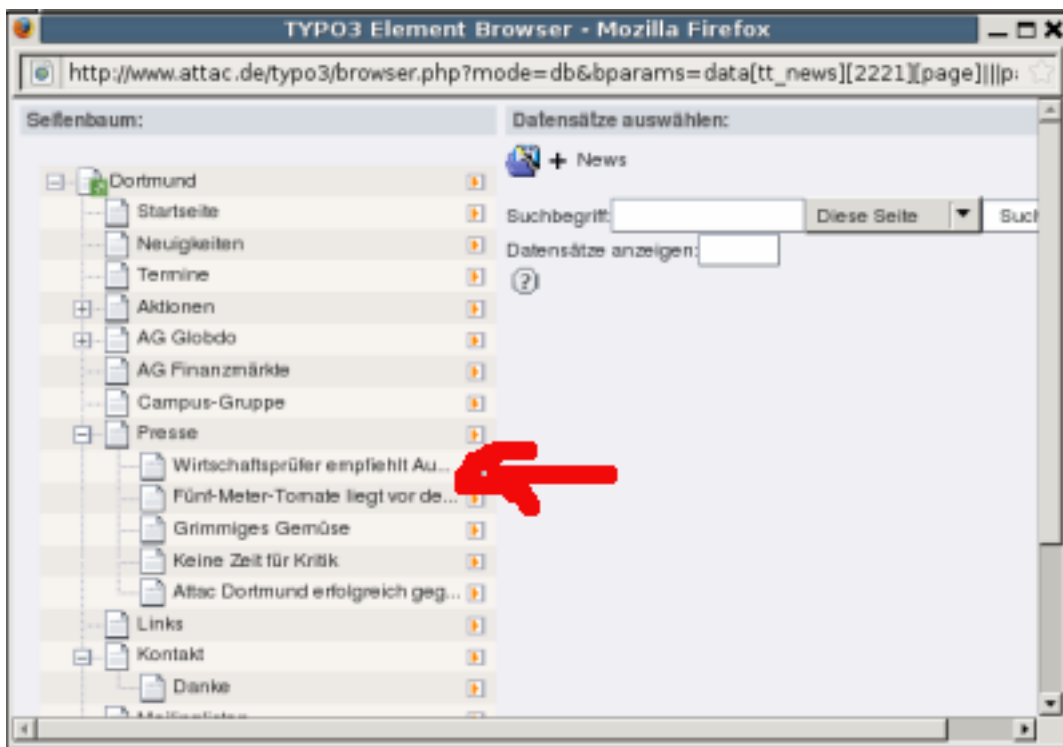 TYPO3 Element Browser - Mozilla Firefox
http://www.attac.de/typo3/browser.php?mode=db&bparams=data[tt_news][2221][page]|||p
Seitenbaum:
Dortmund
Startseite
Neuigkeiten
Termine
Aktionen
AG Globdo
AG Finanzmärkte
Campus-Gruppe
Presse
Wirtschaftsprüfer empfiehlt Au...
Fünf-Meter-Tomate liegt vor de...
Grimmiges Gemüse
Keine Zeit für Kritik
Attac Dortmund erfolgreich geg...
Links
Kontakt
Danke
Mailinglisten
Datensätze auswählen:
+ News
Suchbegriff: Diese Seite Such
Datensätze anzeigen:
?